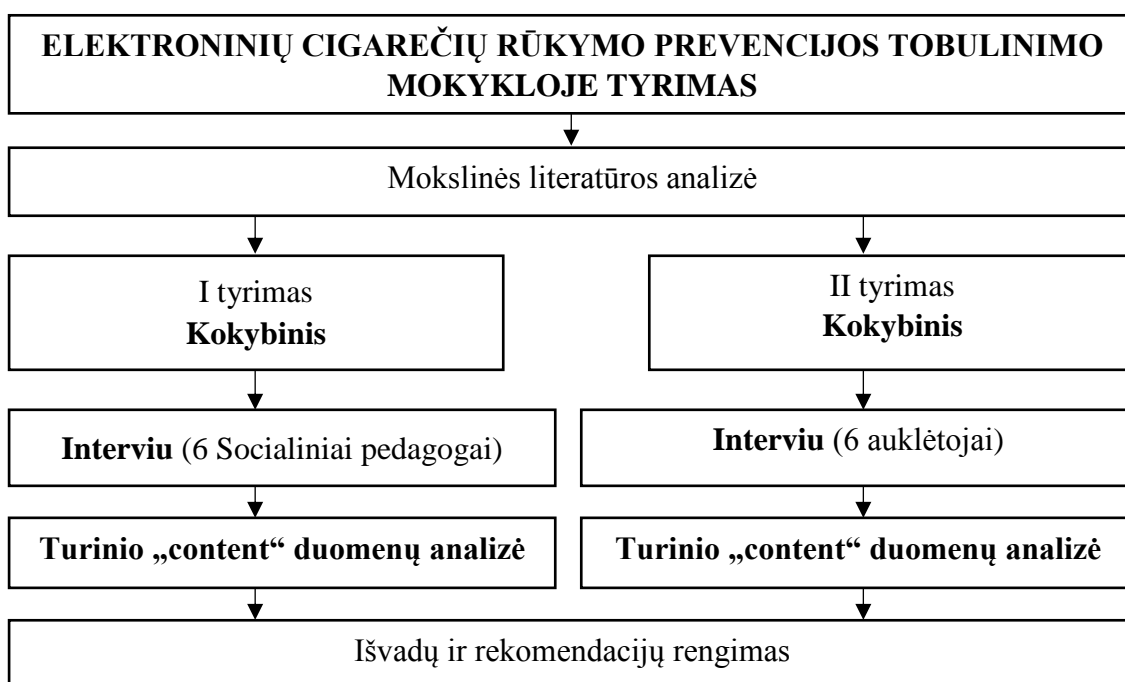 ELEKTRONINIŲ CIGAREČIŲ RŪKYMO PREVENCIJOS TOBULINIMO
MOKYKLOJE TYRIMAS
Mokslinės literatūros analizė
I tyrimas
Kokybinis
II tyrimas
Kokybinis
Interviu (6 Socialiniai pedagogai)
Interviu (6 auklėtojai)
Turinio „content“ duomenų analizė
Turinio „content“ duomenų analizė
Išvadų ir rekomendacijų rengimas